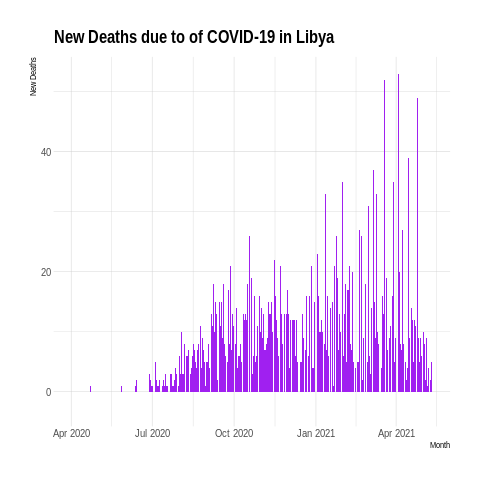 New Deaths due to of COVID-19 in Libya
New Deaths
40
20
0
Apr 2020 Jul 2020 Oct 2020 Jan 2021 Apr 2021
Month